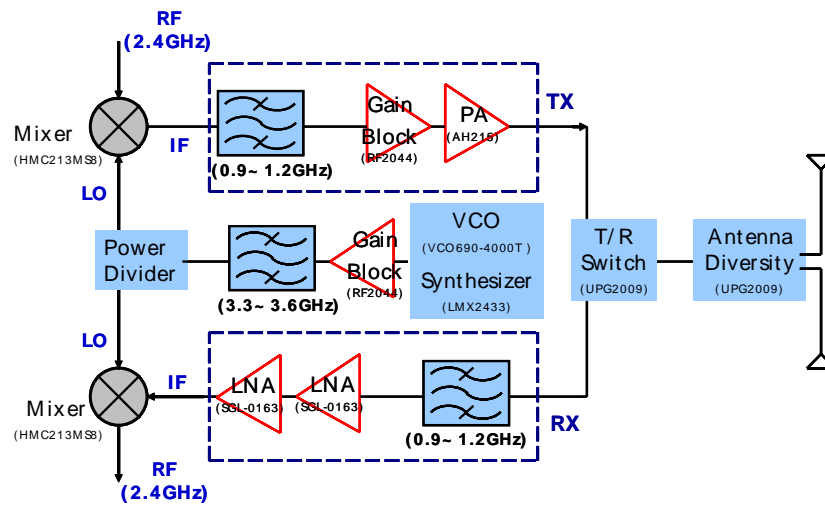 RF
(2.4GHz)
Mixer
(HMC213MS8)
IF
LO
(0.9~ 1.2GHz)
Gain
Block
(RF2044)
PA
(AH215)
TX
Power
Divider
(3.3~ 3.6GHz)
Gain
Block
(RF2044)
VCO
(VCO690-4000T)
Synthesizer
(LMX2433)
T/R
Switch
(UPG2009)
Antenna
Diversity
(UPG2009)
LO
Mixer
(HMC213MS8)
IF
LNA
(SGL-0163)
LNA
(SGL-0163)
(0.9~ 1.2GHz)
RX
RF
(2.4GHz)